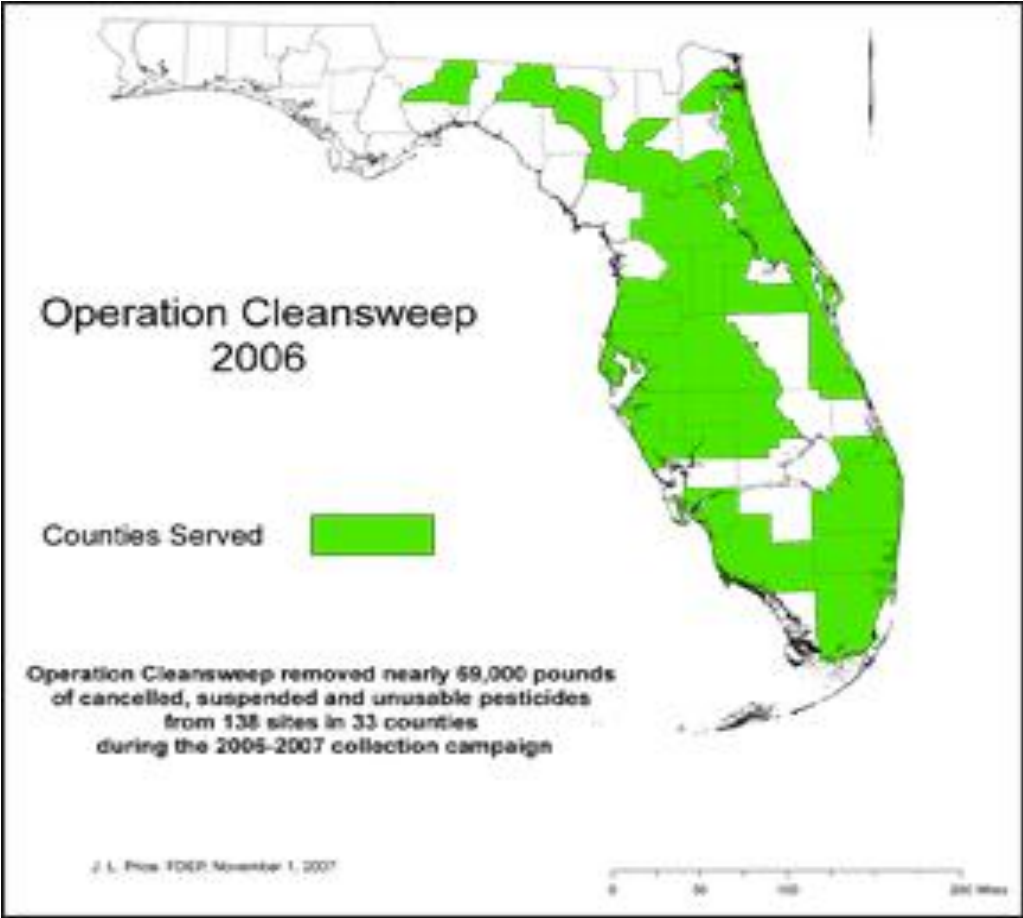 Operation Cleansweep
2006
Counties Served
Operation Cleansweep removed nearly 69,000 pounds
of cancelled, suspended and unusable pesticides
from 138 sites in 33 counties
during the 2006-2007 collection campaign
J. L. Price, FDEP, November 1, 2007
0 50 100 200 Miles